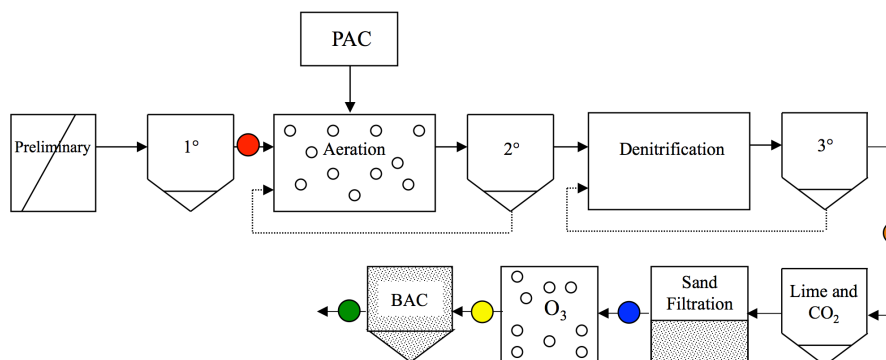 PAC
Preliminary
1°
Aeration
2°
Denitrification
3°
BAC
O₃
Sand
Filtration
Lime and
CO₂